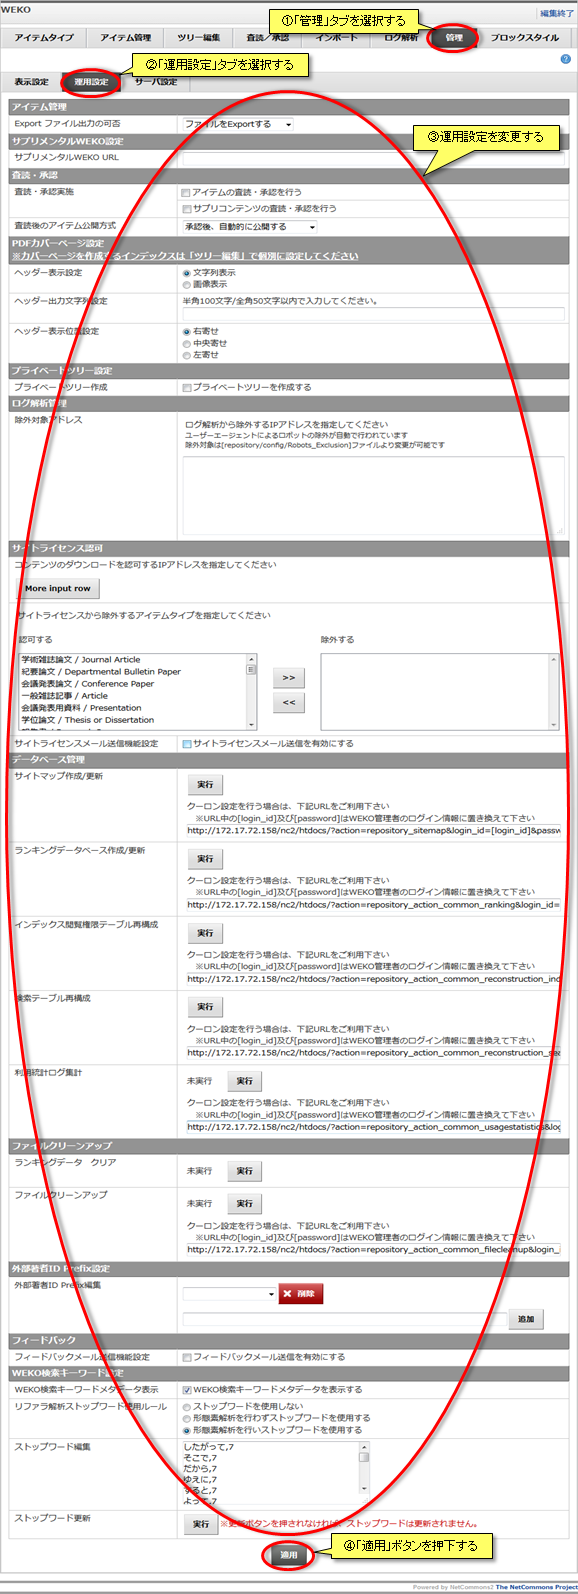 WEKO
編集終了
①「管理」タブを選択する
アイテムタイプ
アイテム管理
ツリー編集
査読／承認
インポート
ログ解析
管理
ブロックスタイル
②「運用設定」タブを選択する
表示設定
運用設定
サーバ設定
アイテム管理
Export ファイル出力の可否
ファイルをExportする
③運用設定を変更する
サプリメンタルWEKO設定
サプリメンタルWEKO URL
査読・承認
査読・承認実施
アイテムの査読・承認を行う
サプリコンテンツの査読・承認を行う
査読後のアイテム公開方式
承認後、自動的に公開する
PDFカバーページ設定
※カバーページを作成するインデックスは「ツリー編集」で個別に設定してください
ヘッダー表示設定
文字列表示
画像表示
ヘッダー出力文字列設定
半角100文字/全角50文字以内で入力してください。
ヘッダー表示位置設定
右寄せ
中央寄せ
左寄せ
プライベートツリー設定
プライベートツリー作成
プライベートツリーを作成する
ログ解析管理
除外対象アドレス
ログ解析から除外するIPアドレスを指定してください
ユーザーエージェントによるロボットの除外が自動で行われています
除外対象は[repository/config/Robots_Exclusion]ファイルより変更が可能です
サイトライセンス認可
コンテンツのダウンロードを認可するIPアドレスを指定してください
More input row
サイトライセンスから除外するアイテムタイプを指定してください
認可する
除外する
学術雑誌論文 / Journal Article
紀要論文 / Departmental Bulletin Paper
会議発表論文 / Conference Paper
一般雑誌記事 / Article
会議発表用資料 / Presentation
学位論文 / Thesis or Dissertation
>>
<<
サイトライセンスメール送信機能設定
サイトライセンスメール送信を有効にする
データベース管理
サイトマップ作成/更新
実行
クーロン設定を行う場合は、下記URLをご利用下さい
※URL中の[login_id]及び[password]はWEKO管理者のログイン情報に置き換えて下さい
http://172.17.72.158/nc2/htdocs/?action=repository_sitemap&login_id=[login_id]&passw
ランキングデータベース作成/更新
実行
クーロン設定を行う場合は、下記URLをご利用下さい
※URL中の[login_id]及び[password]はWEKO管理者のログイン情報に置き換えて下さい
http://172.17.72.158/nc2/htdocs/?action=repository_action_common_ranking&login_id=
インデックス閲覧権限テーブル再構成
実行
クーロン設定を行う場合は、下記URLをご利用下さい
※URL中の[login_id]及び[password]はWEKO管理者のログイン情報に置き換えて下さい
http://172.17.72.158/nc2/htdocs/?action=repository_action_common_reconstruction_ind
検索テーブル再構成
実行
クーロン設定を行う場合は、下記URLをご利用下さい
※URL中の[login_id]及び[password]はWEKO管理者のログイン情報に置き換えて下さい
http://172.17.72.158/nc2/htdocs/?action=repository_action_common_reconstruction_sea
利用統計ログ集計
未実行
実行
クーロン設定を行う場合は、下記URLをご利用下さい
※URL中の[login_id]及び[password]はWEKO管理者のログイン情報に置き換えて下さい
http://172.17.72.158/nc2/htdocs/?action=repository_action_common_usagestatistics&log
ファイルクリーンアップ
ランキングデータ　クリア
未実行
実行
ファイルクリーンアップ
未実行
実行
クーロン設定を行う場合は、下記URLをご利用下さい
※URL中の[login_id]及び[password]はWEKO管理者のログイン情報に置き換えて下さい
http://172.17.72.158/nc2/htdocs/?action=repository_action_common_filecleanup&login_i
外部著者ID Prefix設定
外部著者ID Prefix編集
削除
追加
フィードバック
フィードバックメール送信機能設定
フィードバックメール送信を有効にする
WEKO検索キーワード設定
WEKO検索キーワードメタデータ表示
WEKO検索キーワードメタデータを表示する
リファラ解析ストップワード使用ルール
ストップワードを使用しない
形態素解析を行わずストップワードを使用する
形態素解析を行いストップワードを使用する
ストップワード編集
したがって,7
そこで,7
だから,7
ゆえに,7
すると,7
よって,7
ストップワード更新
実行
※更新ボタンを押されなければ、ストップワードは更新されません。
適用
④「適用」ボタンを押下する
Powered by NetCommons2 The NetCommons Project